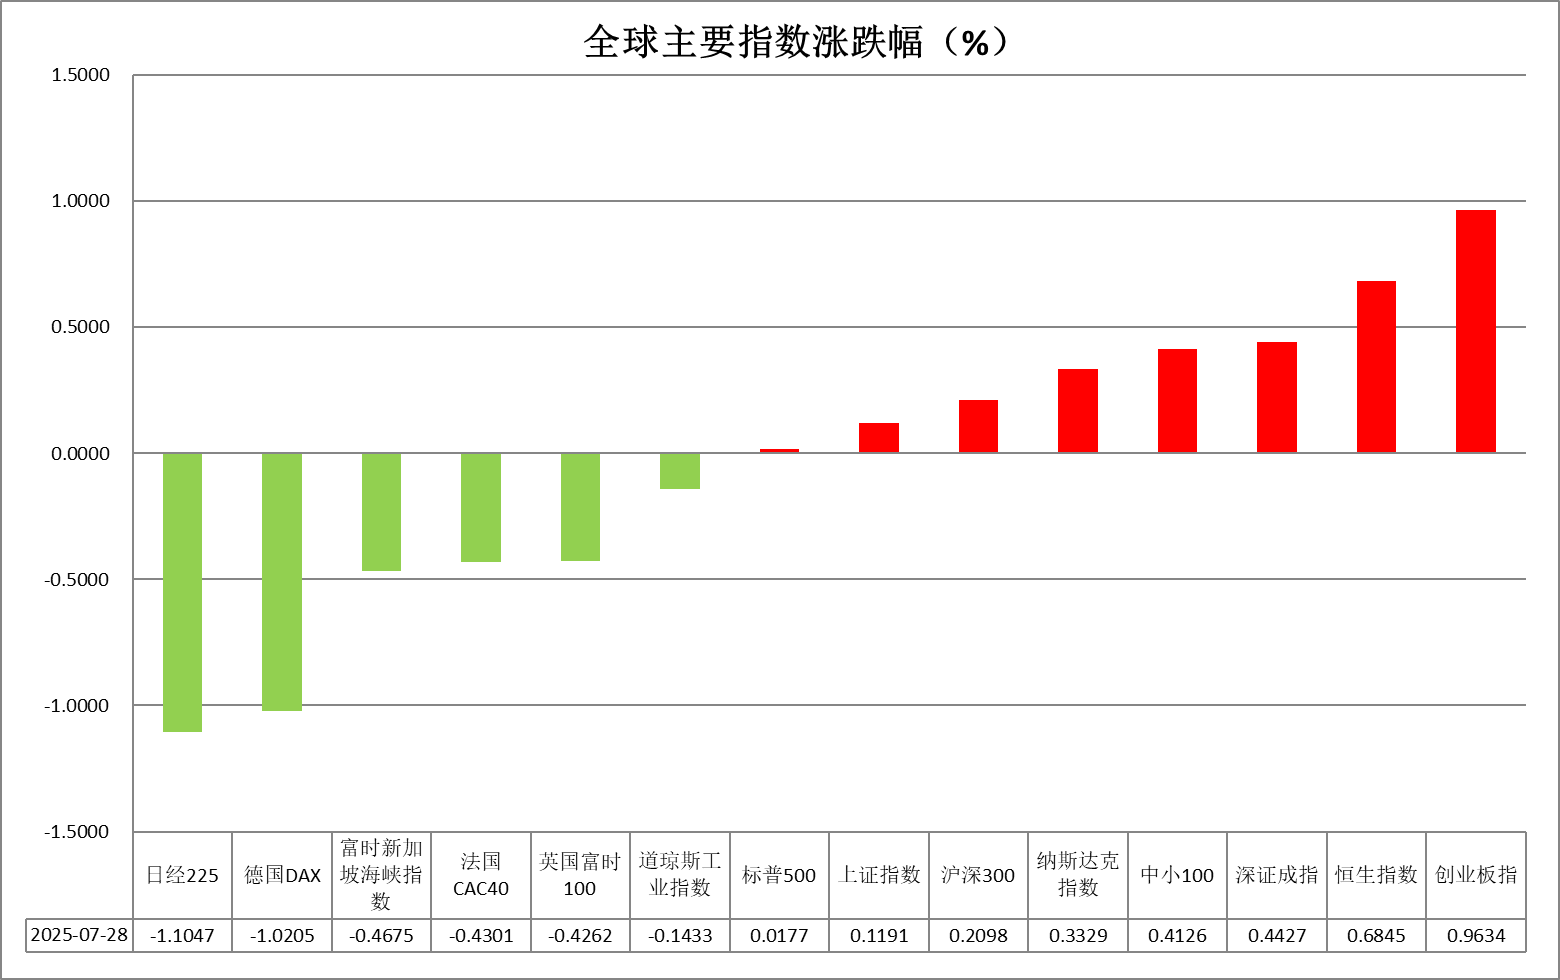 全球主要指数涨跌幅（%）
1.5000
1.0000
0.5000
0.0000
-0.5000
-1.0000
-1.5000
日经225
德国DAX
富时新加
坡海峡指
数
法国
CAC40
英国富时
100
道琼斯工
业指数
标普500
上证指数
沪深300
纳斯达克
指数
中小100
深证成指
恒生指数
创业板指
2025-07-28 -1.1047 -1.0205 -0.4675 -0.4301 -0.4262 -0.1433 0.0177 0.1191 0.2098 0.3329 0.4126 0.4427 0.6845 0.9634